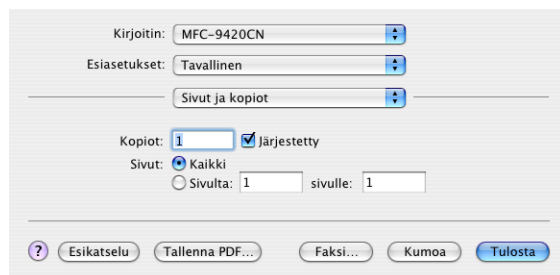 Kirjoitin: MFC-9420CN
Esiasetukset: Tavallinen
Sivut ja kopiot
Kopiot: 1 Järjestetty
Sivut: Kaikki
Sivulta: 1 sivulle: 1
? Esikatselu Tallenna PDF... Faksi... Kumoa Tulosta